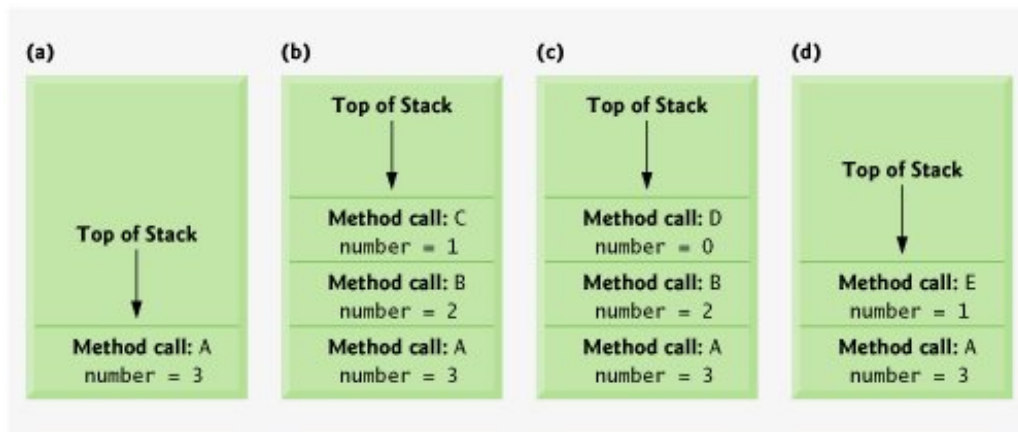 (a)
Top of Stack
Method call: A
number = 3
(b)
Top of Stack
Method call: C
number = 1
Method call: B
number = 2
Method call: A
number = 3
(c)
Top of Stack
Method call: D
number = 0
Method call: B
number = 2
Method call: A
number = 3
(d)
Top of Stack
Method call: E
number = 1
Method call: A
number = 3